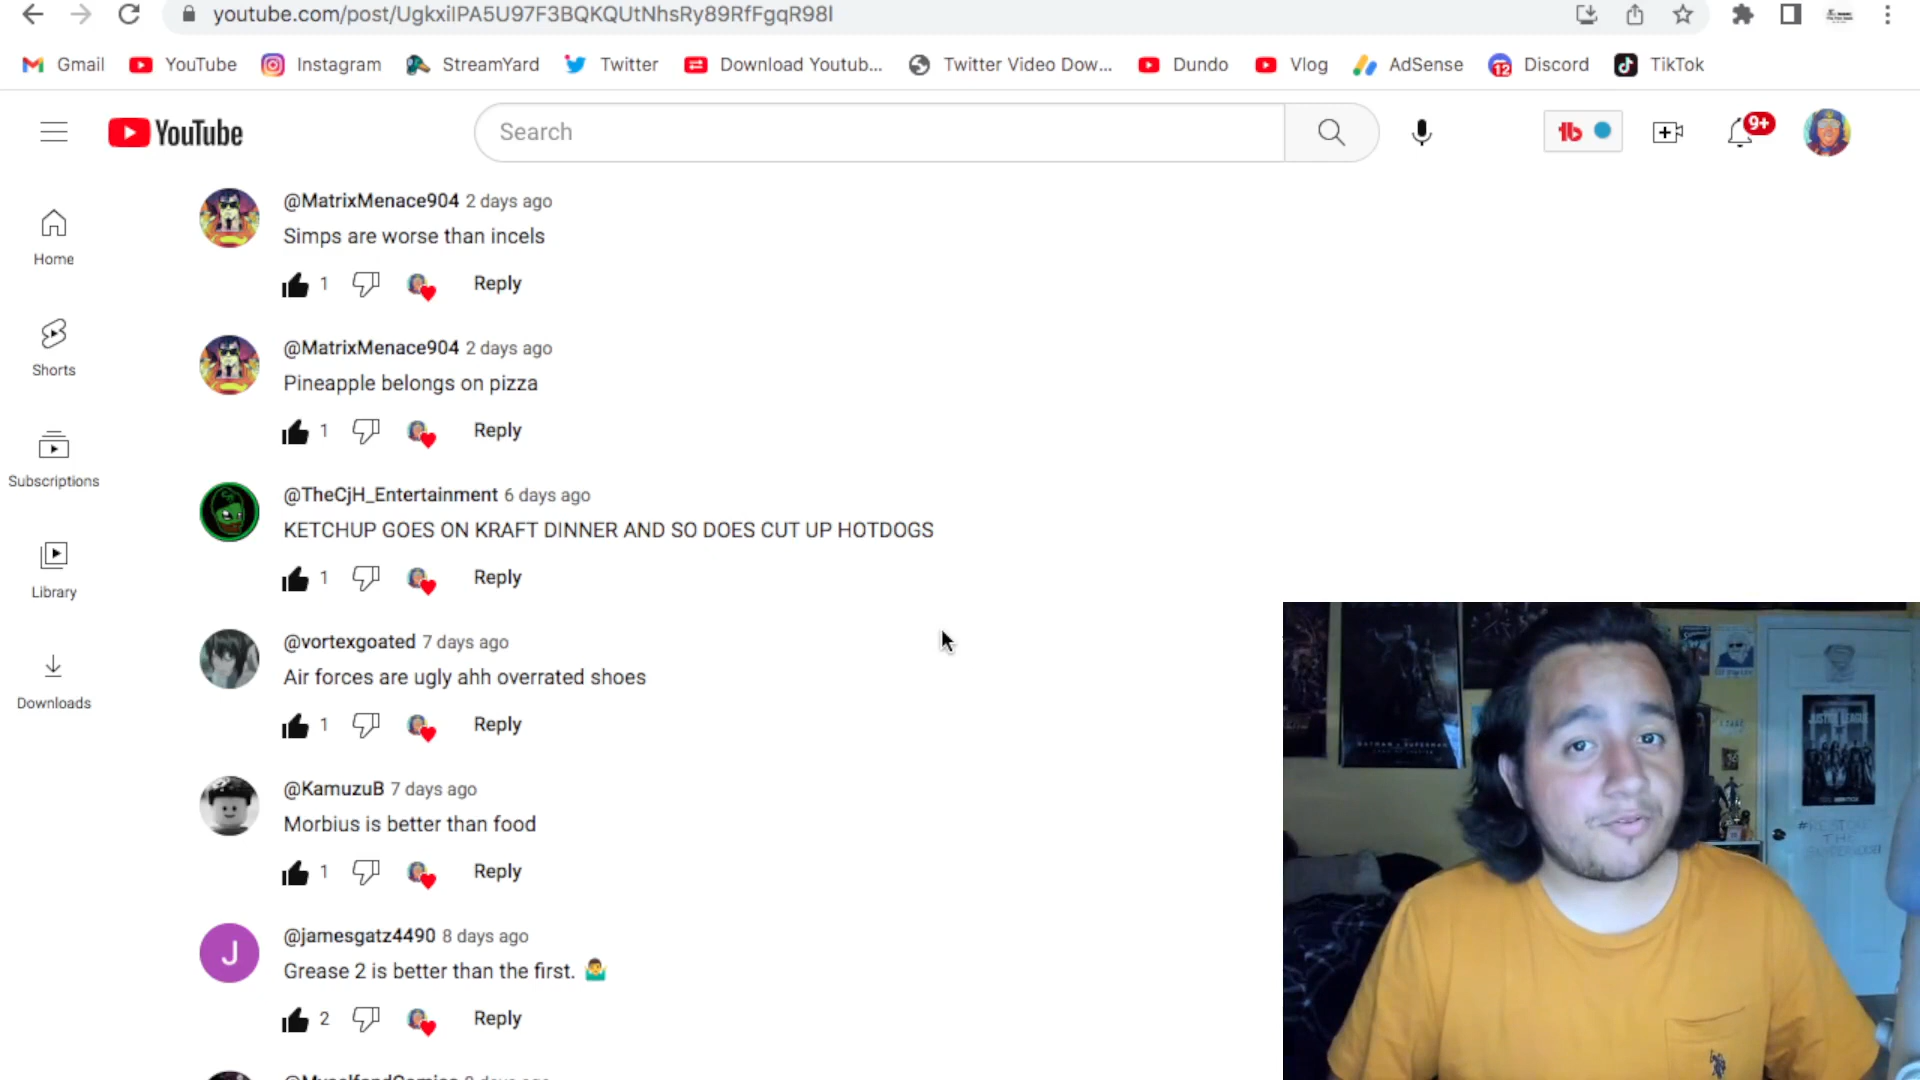 youtube.com/post/UgkxilPA5U97F3BQKQUtNhsRy89RfFgqR98I
Gmail YouTube Instagram StreamYard Twitter Download Youtub... Twitter Video Dow... Dundo Vlog AdSense 12 Discord TikTok
YouTube Search 9+
Home
Shorts
Subscriptions
Library
Downloads
@MatrixMenace904 2 days ago
Simps are worse than incels
1 Reply
@MatrixMenace904 2 days ago
Pineapple belongs on pizza
1 Reply
@TheCjH_Entertainment 6 days ago
KETCHUP GOES ON KRAFT DINNER AND SO DOES CUT UP HOTDOGS
1 Reply
@vortexgoated 7 days ago
Air forces are ugly ahh overrated shoes
1 Reply
@KamuzuB 7 days ago
Morbius is better than food
1 Reply
J
@jamesgatz4490 8 days ago
Grease 2 is better than the first. 🤷‍♂️
2 Reply
BATMAN v SUPERMAN
JUSTICE LEAGUE